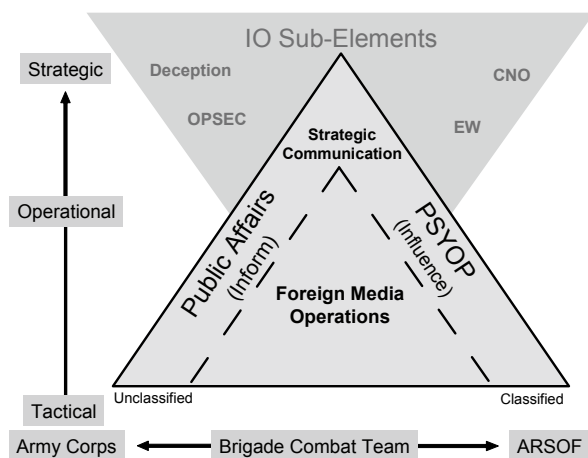 IO Sub-Elements
Strategic
Deception
CNO
OPSEC
EW
Strategic
Communication
Operational
Public Affairs
(Inform)
PSYOP
(Influence)
Foreign Media
Operations
Unclassified
Classified
Tactical
Army Corps
Brigade Combat Team
ARSOF